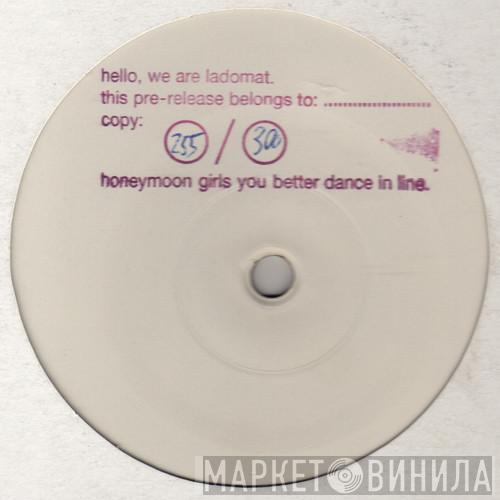 hello, we are ladomat.
this pre-release belongs to: ........................
copy:
255 / 300
honeymoon girls you better dance in line.
МАРКЕТ ВИНИЛА